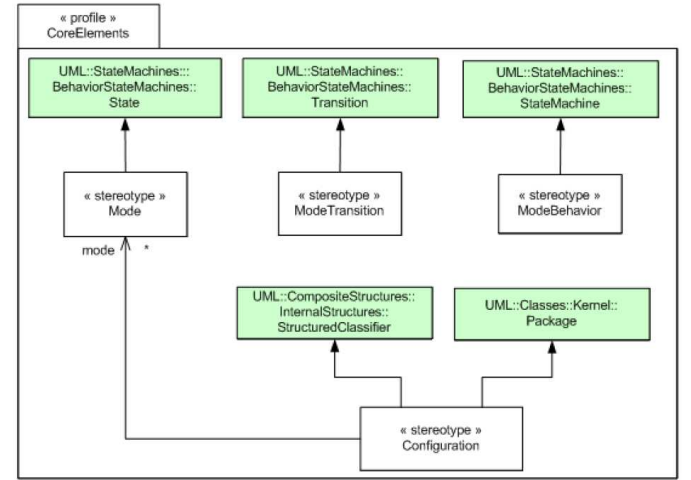 « profile »
CoreElements
UML::StateMachines:::
BehaviorStateMachines::
State
UML::StateMachines::
BehaviorStateMachines::
Transition
UML::StateMachines::
BehaviorStateMachines::
StateMachine
« stereotype »
Mode
« stereotype »
ModeTransition
« stereotype »
ModeBehavior
mode *
UML::CompositeStructures::
InternalStructures::
StructuredClassifier
UML::Classes::Kernel::
Package
« stereotype »
Configuration